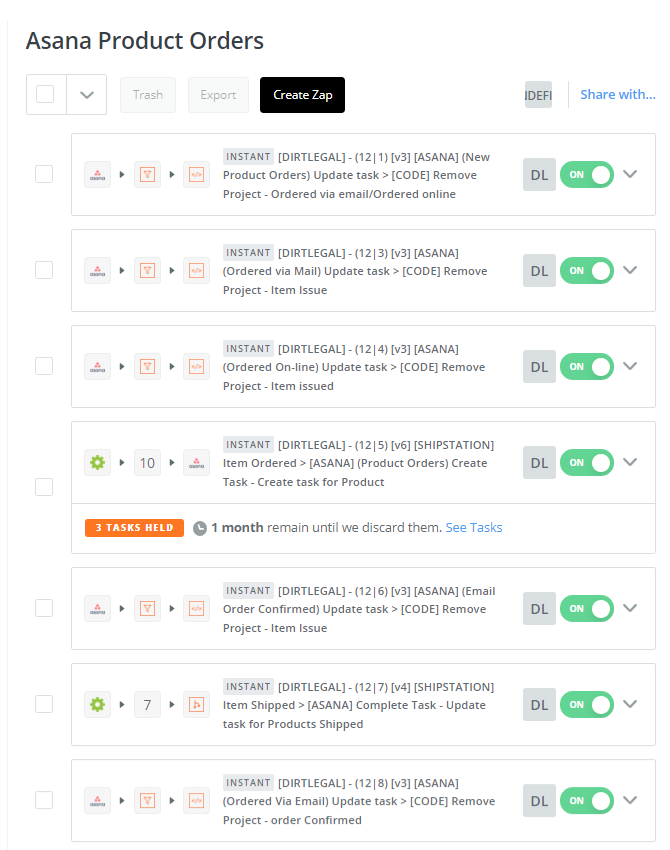 Asana Product Orders
Trash
Export
Create Zap
NDEFI
Share with...
INSTANT [DIRTLEGAL] - (12|1) [v3] [ASANA] (New
Product Orders) Update task > [CODE] Remove
Project - Ordered via email/Ordered online
DL
ON
INSTANT [DIRTLEGAL] - (12|3) [v3] [ASANA]
(Ordered via Mail) Update task > [CODE] Remove
Project - Item Issue
DL
ON
INSTANT [DIRTLEGAL] - (12|4) [v3] [ASANA]
(Ordered On-line) Update task > [CODE] Remove
Project - Item issued
DL
ON
10
INSTANT [DIRTLEGAL] - (12|5) [v6] [SHIPSTATION]
Item Ordered > [ASANA] (Product Orders) Create
Task - Create task for Product
DL
ON
3 TASKS HELD 1 month remain until we discard them. See Tasks
INSTANT [DIRTLEGAL] - (12|6) [v3] [ASANA] (Email
Order Confirmed) Update task > [CODE] Remove
Project - Item Issue
DL
ON
7
INSTANT [DIRTLEGAL] - (12|7) [v4] [SHIPSTATION]
Item Shipped > [ASANA] Complete Task - Update
task for Products Shipped
DL
ON
INSTANT [DIRTLEGAL] - (12|8) [v3] [ASANA]
(Ordered Via Email) Update task > [CODE] Remove
Project - order Confirmed
DL
ON